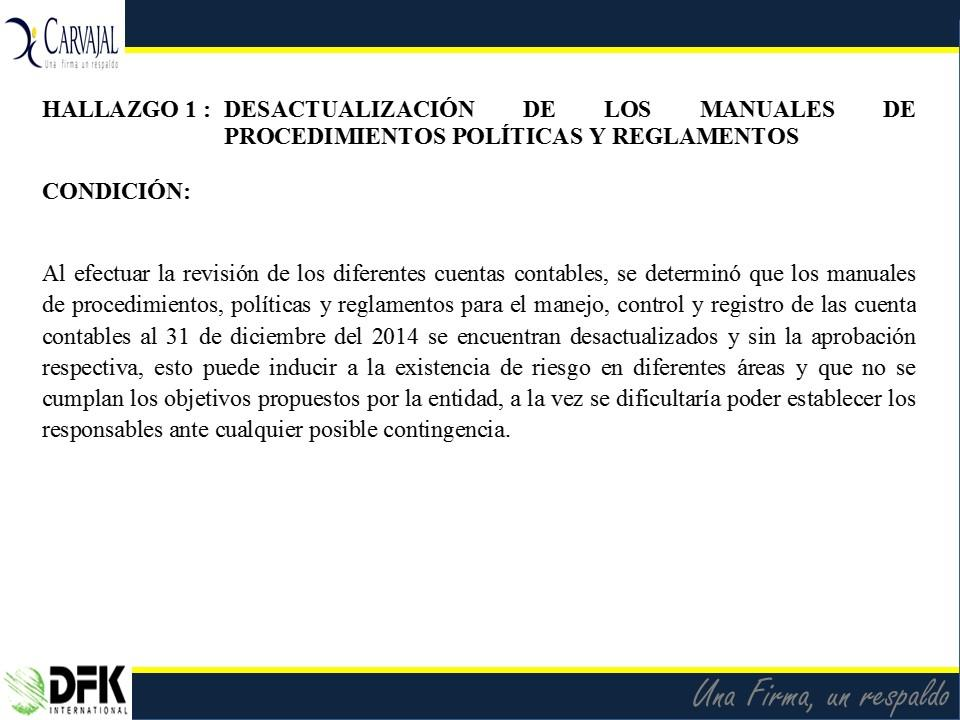 CARVAJAL
Una firma un respaldo
HALLAZGO 1 : DESACTUALIZACIÓN DE LOS MANUALES DE
PROCEDIMIENTOS POLÍTICAS Y REGLAMENTOS
CONDICIÓN:
Al efectuar la revisión de los diferentes cuentas contables, se determinó que los manuales
de procedimientos, políticas y reglamentos para el manejo, control y registro de las cuenta
contables al 31 de diciembre del 2014 se encuentran desactualizados y sin la aprobación
respectiva, esto puede inducir a la existencia de riesgo en diferentes áreas y que no se
cumplan los objetivos propuestos por la entidad, a la vez se dificultaría poder establecer los
responsables ante cualquier posible contingencia.
DFK
INTERNATIONAL
Una Firma, un respaldo